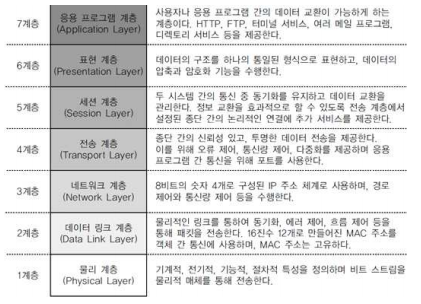 7계층
응용 프로그램 계층
(Application Layer)
사용자나 응용 프로그램 간의 데이터 교환이 가능하게 하는
계층이다. HTTP, FTP, 터미널 서비스, 여러 메일 프로그램,
디렉토리 서비스 등을 제공한다.
6계층
표현 계층
(Presentation Layer)
데이터의 구조를 하나의 통일된 형식으로 표현하고, 데이터의
압축과 암호화 기능을 수행한다.
5계층
세션 계층
(Session Layer)
두 시스템 간의 통신 중 동기화를 유지하고 데이터 교환을
관리한다. 정보 교환을 효과적으로 할 수 있도록 전송 계층에서
설정된 종단 간의 논리적인 연결에 추가 서비스를 제공한다.
4계층
전송 계층
(Transport Layer)
종단 간의 신뢰성 있고, 투명한 데이터 전송을 제공한다.
이를 위해 오류 제어, 통신량 제어, 다중화를 제공하며 응용
프로그램 간 통신을 위해 포트를 사용한다.
3계층
네트워크 계층
(Network Layer)
8비트의 숫자 4개로 구성된 IP 주소 체계로 사용하며, 경로
제어와 통신량 제어 등을 수행한다.
2계층
데이터 링크 계층
(Data Link Layer)
물리적인 링크를 통하여 동기화, 에러 제어, 흐름 제어 등을
통해 패킷을 전송한다. 16진수 12개로 만들어진 MAC 주소를
객체 간 통신에 사용하며, MAC 주소는 고유하다.
1계층
물리 계층
(Physical Layer)
기계적, 전기적, 기능적, 절차적 특성을 정의하며 비트 스트림을
물리적 매체를 통해 전송한다.